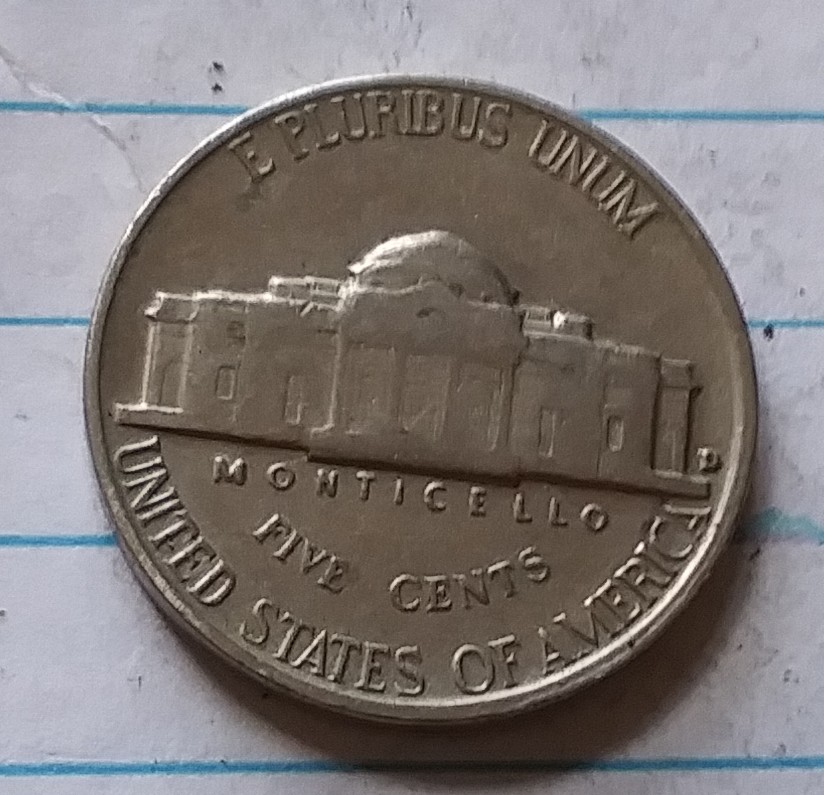 E PLURIBUS UNUM
D
MONTICELLO
FIVE CENTS
UNITED STATES OF AMERICA